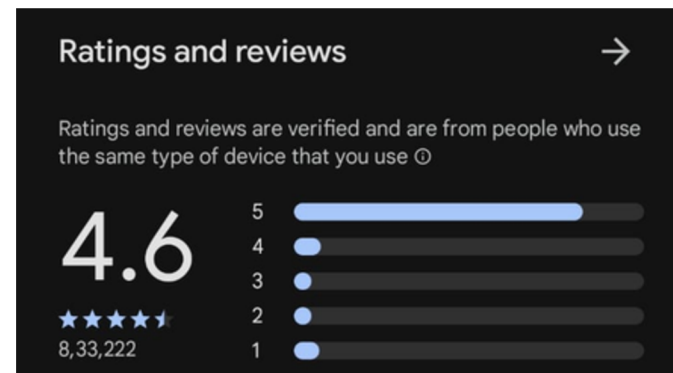 Ratings and reviews
Ratings and reviews are verified and are from people who use
the same type of device that you use
4.6
8,33,222
5
4
3
2
1